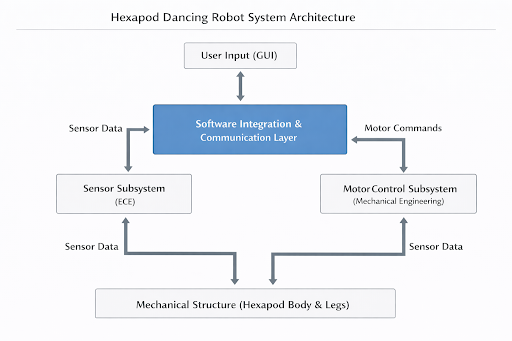 Hexapod Dancing Robot System Architecture
User Input (GUI)
Software Integration &
Communication Layer
Sensor Data
Motor Commands
Sensor Subsystem
(ECE)
Motor Control Subsystem
(Mechanical Engineering)
Sensor Data
Sensor Data
Mechanical Structure (Hexapod Body & Legs)